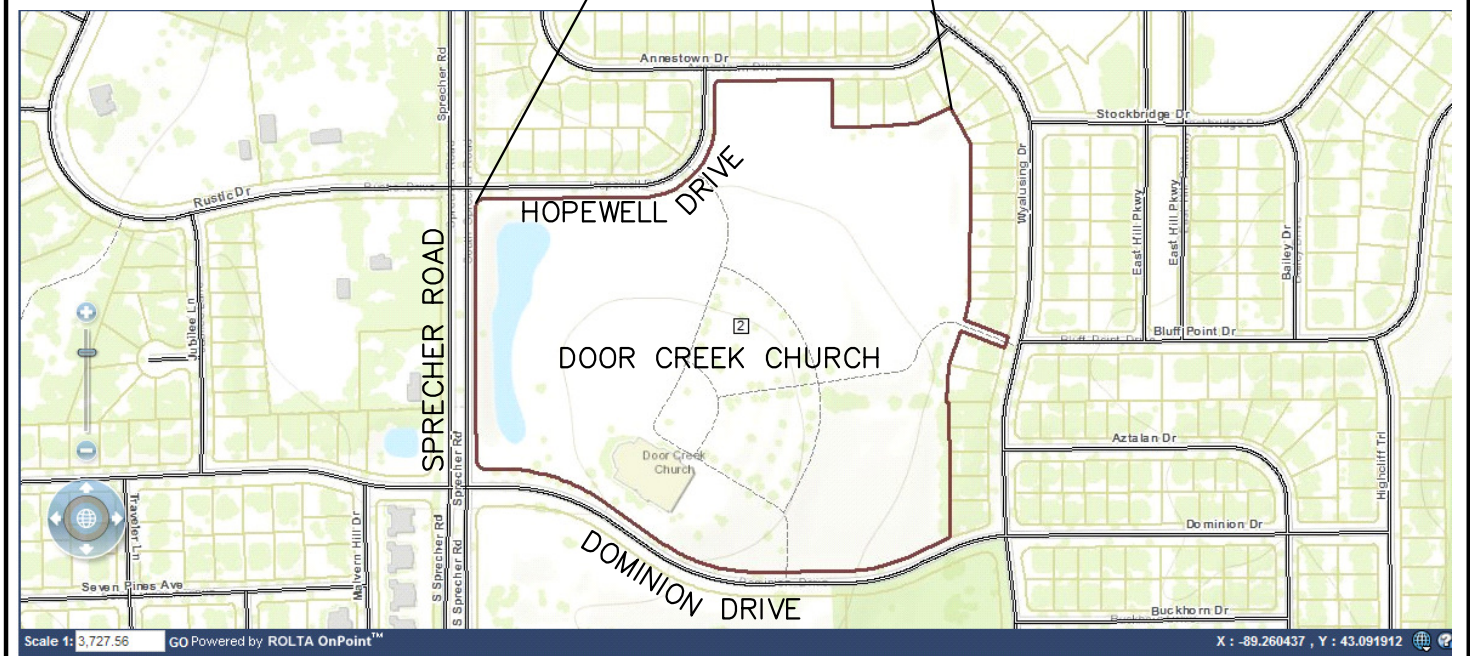 Annestown Dr
Sprecher Rd
Stockbridge Dr
Rustic Dr
HOPEWELL DRIVE
Wyalusing Dr
East Hill Pkwy
East Hill Pkwy
Bailey Dr
SPRECHER ROAD
Jubilee Ln
2
DOOR CREEK CHURCH
Bluff Point Dr
Bluff Point Drive
Aztalan Dr
Highcliff Trl
Door Creek
Church
Sprecher Rd
Traveler Ln
Malvern Hill Dr
S Sprecher Rd
S Sprecher Rd
Dominion Dr
DOMINION DRIVE
Seven Pines Ave
Buckhorn Dr
Scale 1: 3,727.56 GO Powered by ROLTA OnPoint™
X : -89.260437 , Y : 43.091912